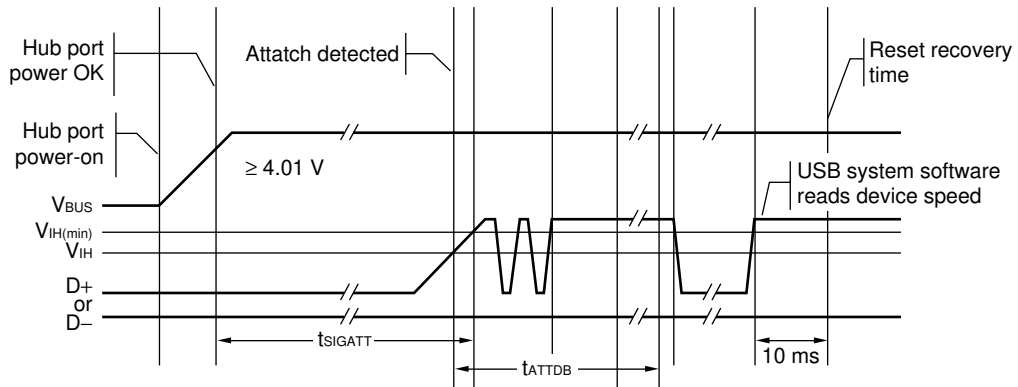 Hub port
power OK
Attatch detected
Reset recovery
time
Hub port
power-on
≥ 4.01 V
USB system software
reads device speed
VBUS
VIH(min)
VIH
D+
or
D−
tSIGATT
tATTDB
10 ms